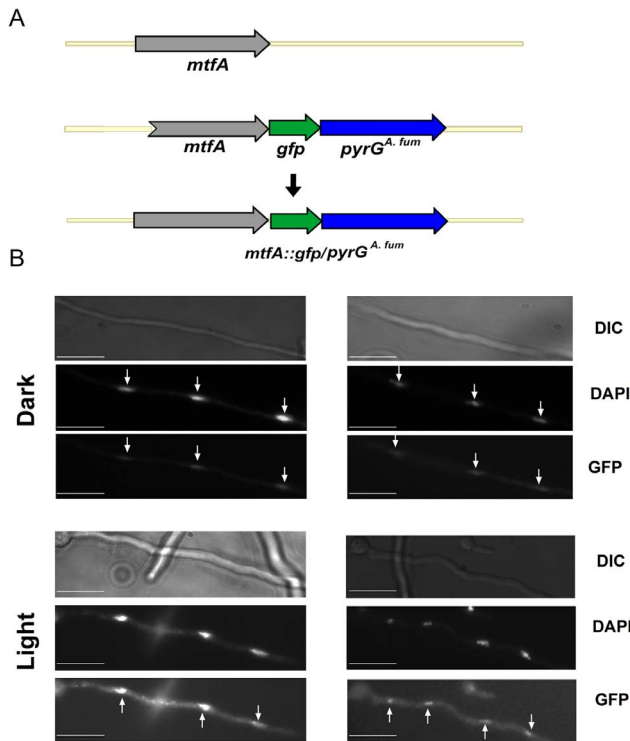 A
mtfA
mtfA gfp pyrG A. fum
mtfA::gfp/pyrG A. fum
B
Dark
DIC
DAPI
GFP
Light
DIC
DAPI
GFP